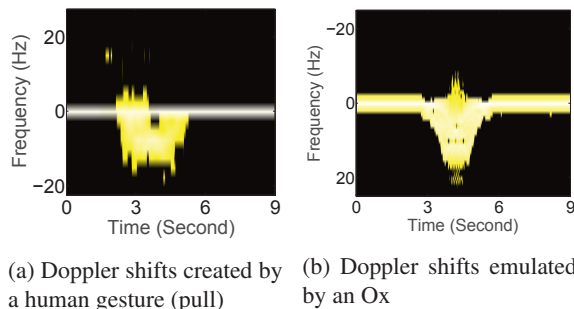 20
0
−20
Frequency (Hz)
0 3 6 9
Time (Second)
−20
0
20
Frequency (Hz)
0 3 6 9
Time (Second)
(a) Doppler shifts created by
a human gesture (pull)
(b) Doppler shifts emulated
by an Ox